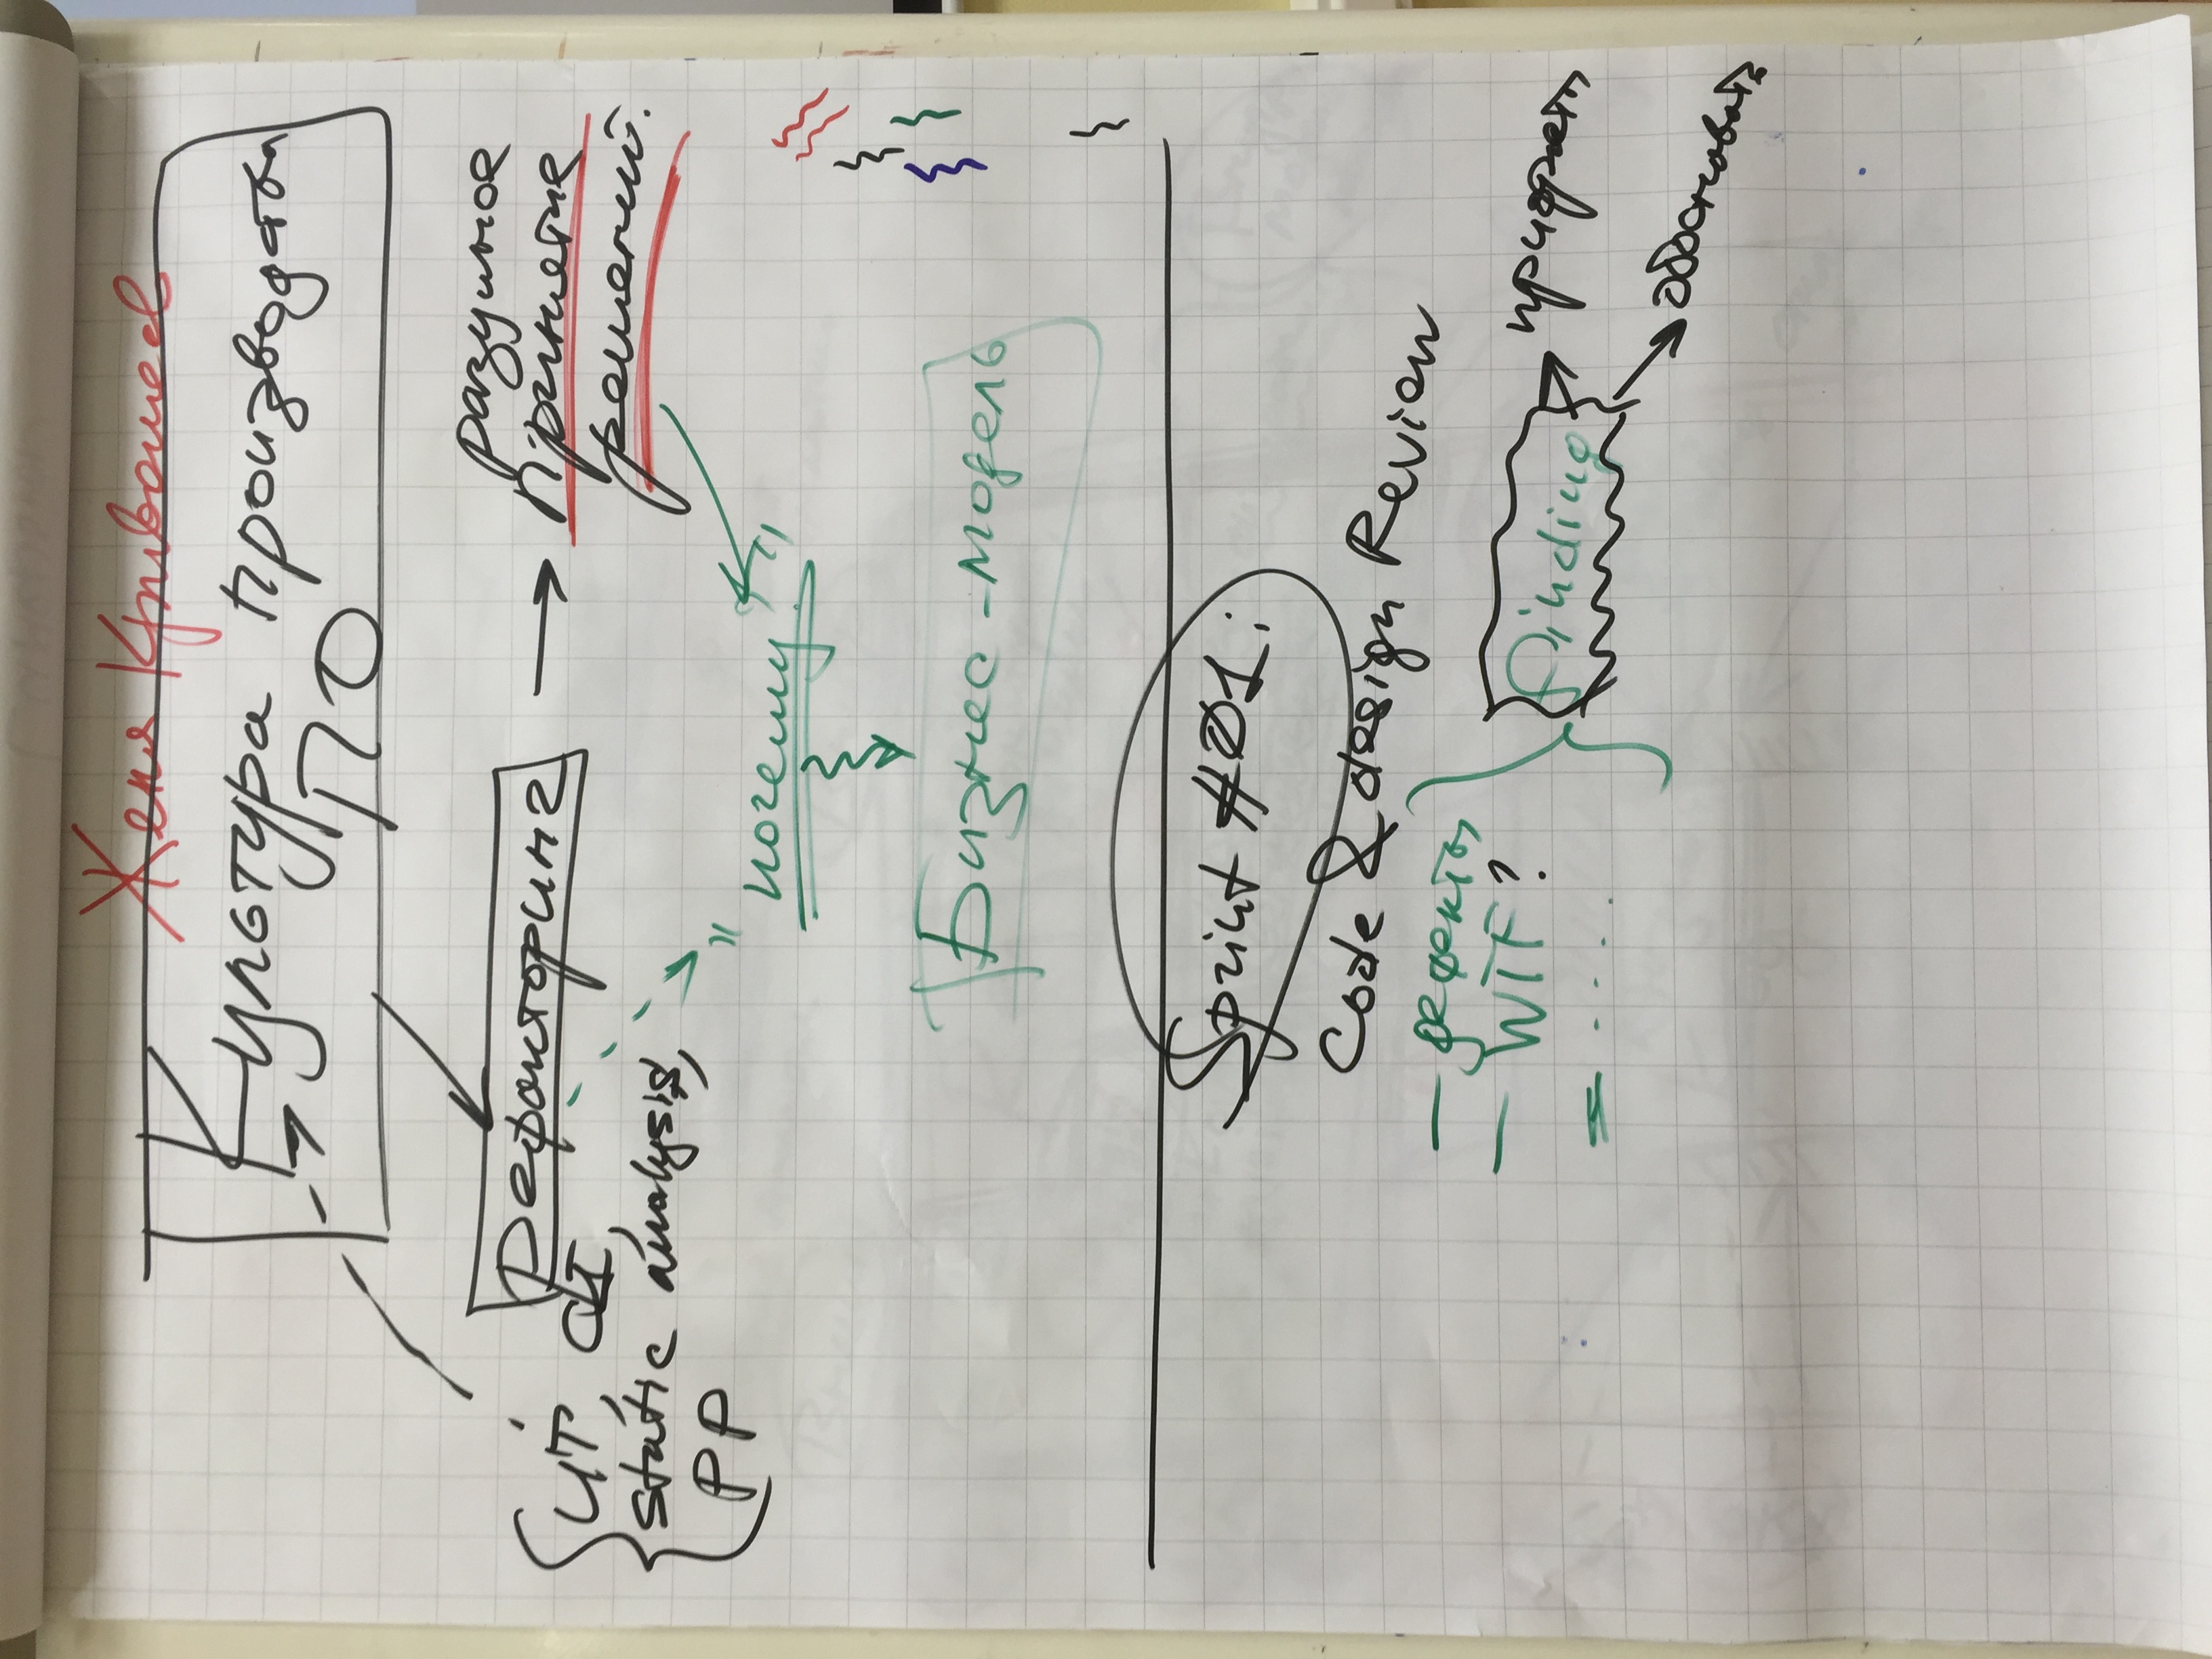 Женя Кривошеев
Культура производства
ПО
Рефакторинг
разумное
принятие
решений.
UT, CI,
static analysis,
PP
"почему?"
Бизнес-модель
Sprint #01:
Code & design Review
— дефекты
— WTF?
— ....
Finding
обосновать